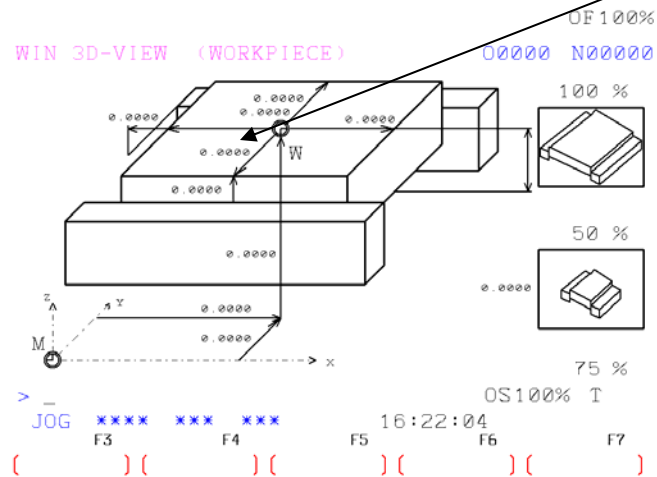 OF100%
WIN 3D-VIEW (WORKPIECE) O0000 N00000
100 %
0.0000
0.0000
0.0000
0.0000
W
0.0000
0.0000
0.0000
50 %
0.0000
Z
Y
0.0000
0.0000
M
X
75 %
> _ OS100% T
JOG **** *** *** 16:22:04
F3 F4 F5 F6 F7
( )( )( )( )( )